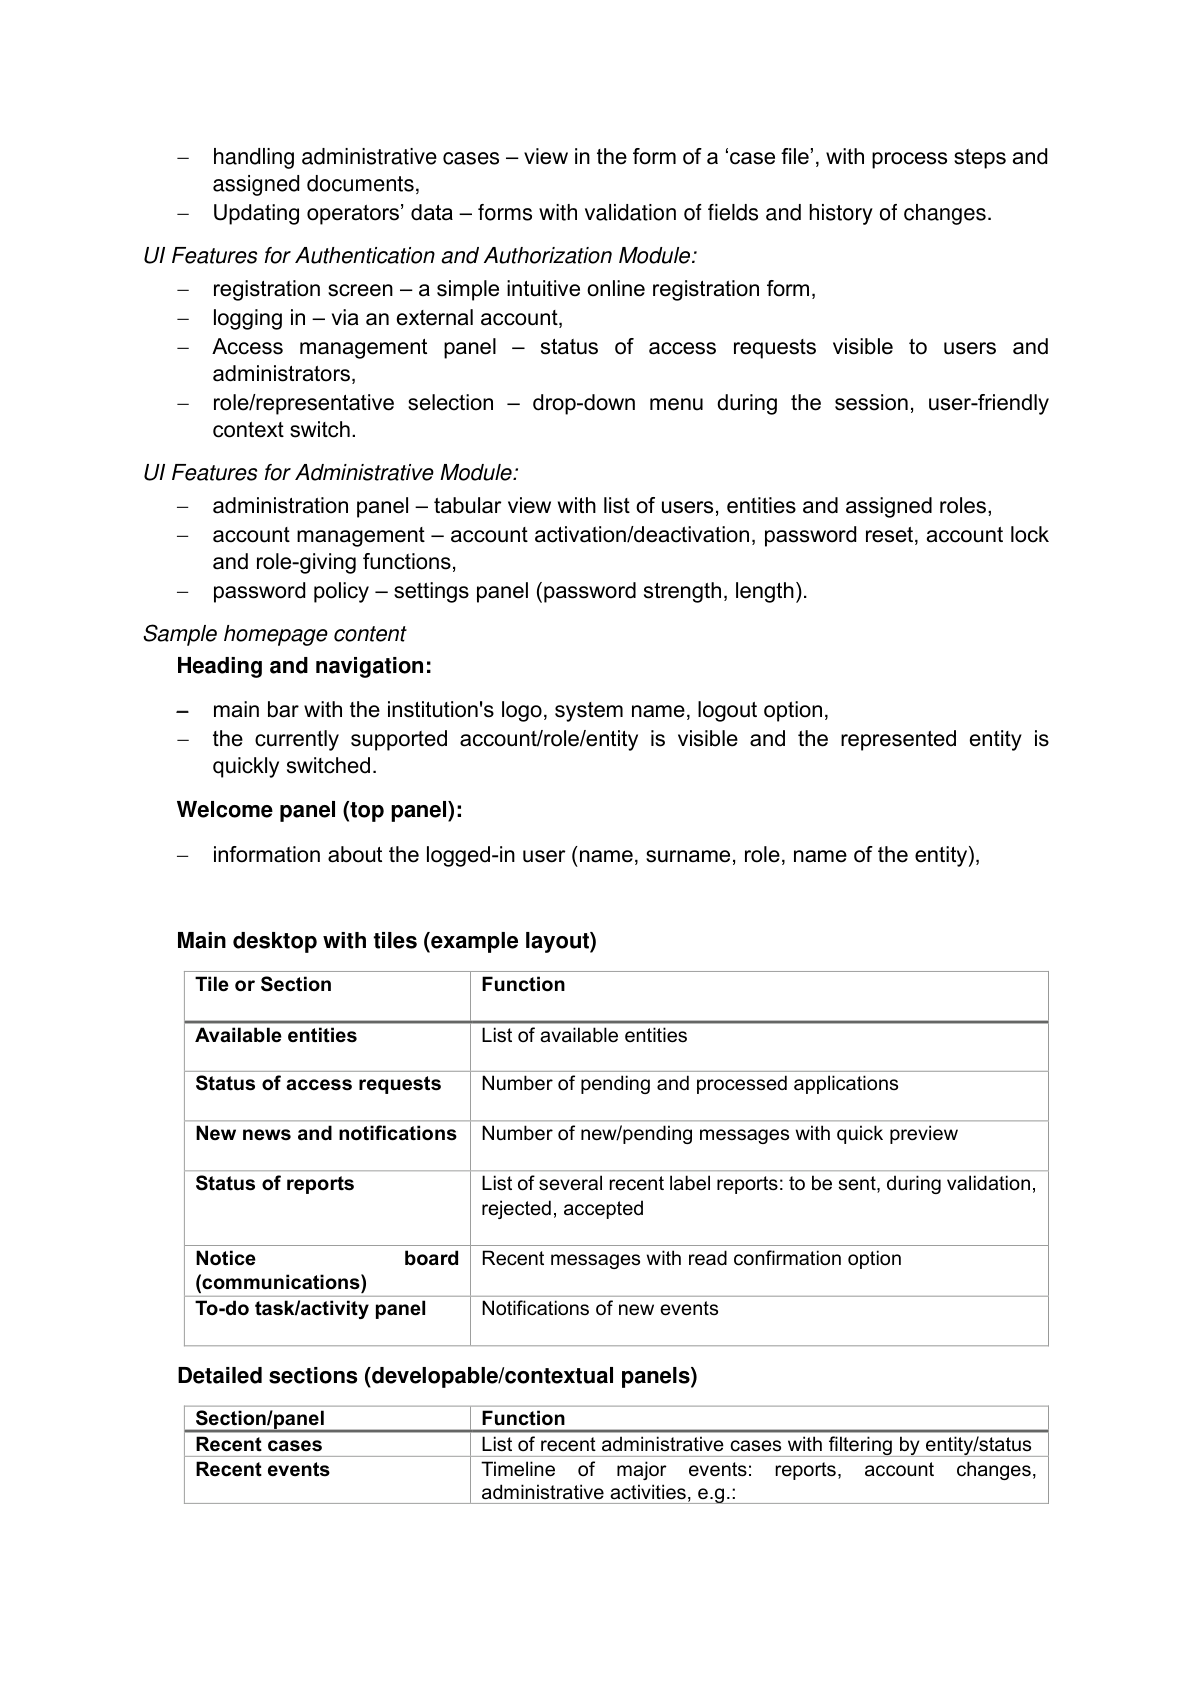 – handling administrative cases – view in the form of a ‘case file’, with process steps and
assigned documents,
– Updating operators’ data – forms with validation of fields and history of changes.
UI Features for Authentication and Authorization Module:
– registration screen – a simple intuitive online registration form,
– logging in – via an external account,
– Access management panel – status of access requests visible to users and
administrators,
– role/representative selection – drop-down menu during the session, user-friendly
context switch.
UI Features for Administrative Module:
– administration panel – tabular view with list of users, entities and assigned roles,
– account management – account activation/deactivation, password reset, account lock
and role-giving functions,
– password policy – settings panel (password strength, length).
Sample homepage content
Heading and navigation:
– main bar with the institution's logo, system name, logout option,
– the currently supported account/role/entity is visible and the represented entity is
quickly switched.
Welcome panel (top panel):
– information about the logged-in user (name, surname, role, name of the entity),
Main desktop with tiles (example layout)
Tile or Section Function
Available entities List of available entities
Status of access requests Number of pending and processed applications
New news and notifications Number of new/pending messages with quick preview
Status of reports List of several recent label reports: to be sent, during validation,
rejected, accepted
Notice board Recent messages with read confirmation option
(communications)
To-do task/activity panel Notifications of new events
Detailed sections (developable/contextual panels)
Section/panel Function
Recent cases List of recent administrative cases with filtering by entity/status
Recent events Timeline of major events: reports, account changes,
administrative activities, e.g.: